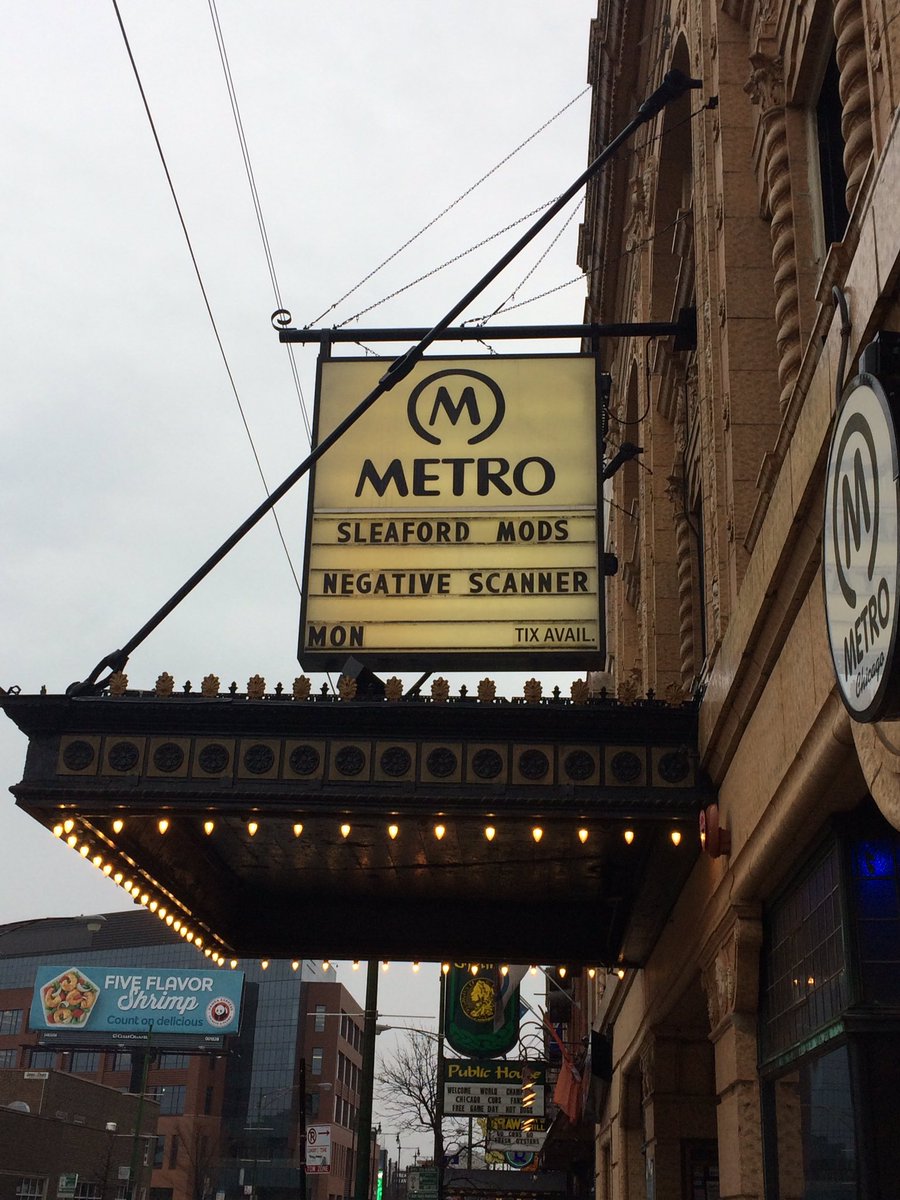 M
METRO
SLEAFORD MODS
NEGATIVE SCANNER
MON TIX AVAIL.
M
METRO
Chicago
FIVE FLAVOR
Shrimp
Count on delicious
Public House
WELCOME WORLD CHAMPION
CHICAGO CUBS FANS
FREE GAME DAY HOT DOGS